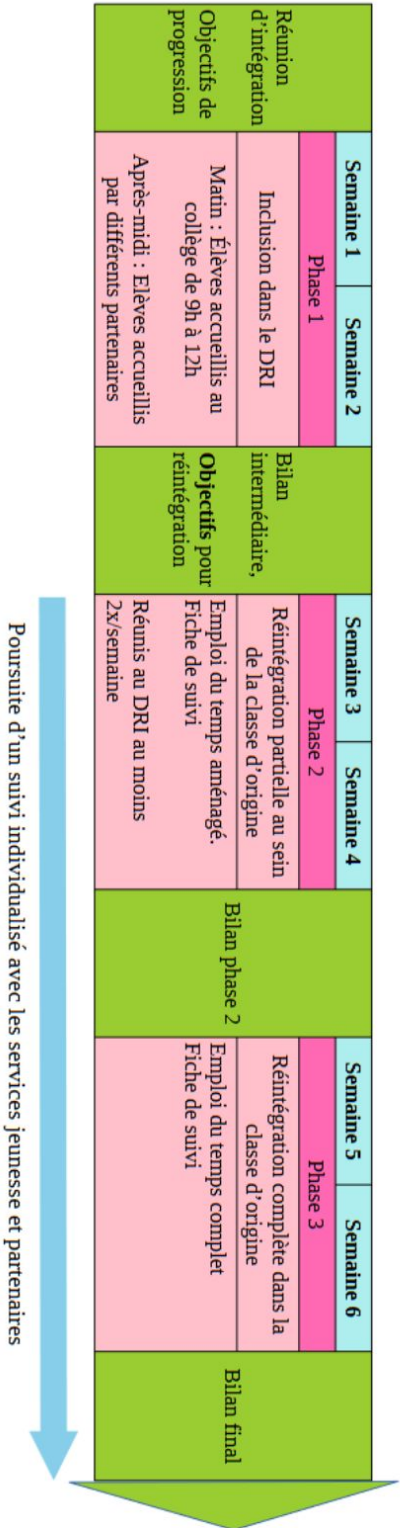 Réunion
d'intégration
Objectifs de
progression
Semaine 1
Semaine 2
Phase 1
Inclusion dans le DRI
Matin : Élèves accueillis au
collège de 9h à 12h
Après-midi : Elèves accueillis
par différents partenaires
Bilan
intermédiaire,
Objectifs pour
réintégration
Semaine 3
Semaine 4
Phase 2
Réintégration partielle au sein
de la classe d'origine
Emploi du temps aménagé.
Fiche de suivi
Réunis au DRI au moins
2x/semaine
Bilan phase 2
Semaine 5
Semaine 6
Phase 3
Réintégration complète dans la
classe d'origine
Emploi du temps complet
Fiche de suivi
Bilan final
Poursuite d'un suivi individualisé avec les services jeunesse et partenaires